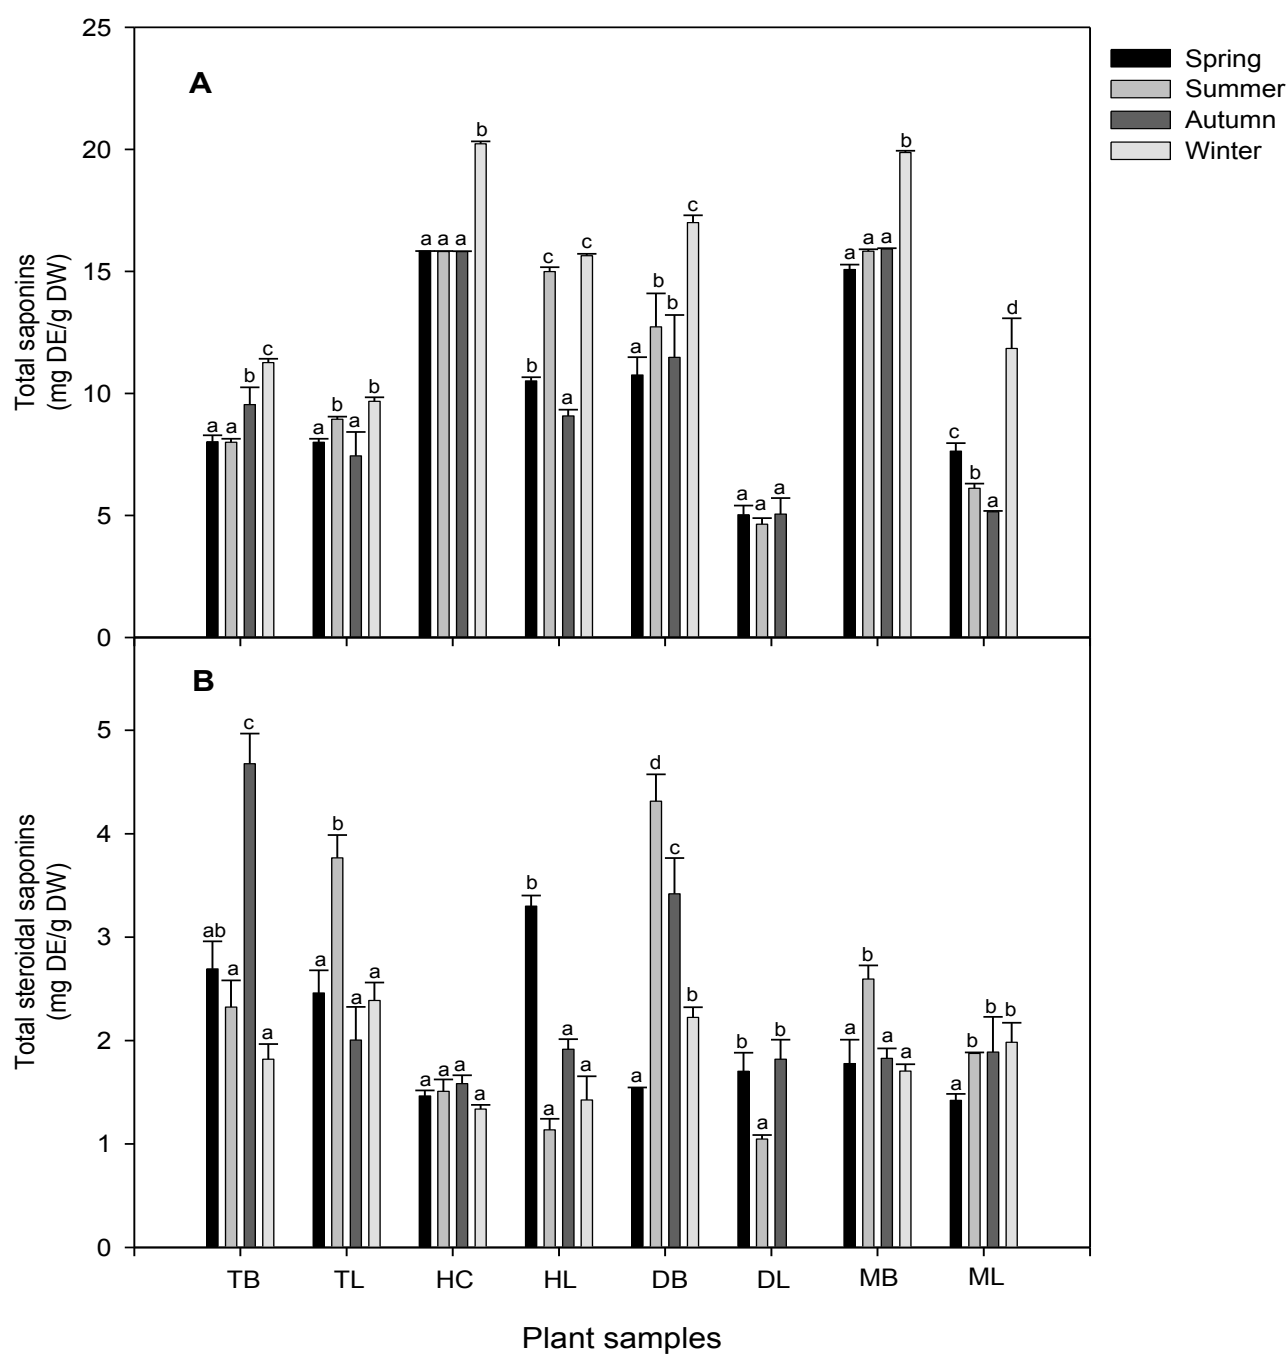 25
A
Spring
Summer
Autumn
Winter
20
15
10
5
0
Total saponins
(mg DE/g DW)
a a b c
a b a b
a a a b
b c a c
a b b c
a a a
a a a b
c b a d
B
5
4
3
2
1
0
Total steroidal saponins
(mg DE/g DW)
ab a c a
a b a a
a a a a
b a a a
a d c b
b a b
a b a a
a b b b
TB TL HC HL DB DL MB ML
Plant samples